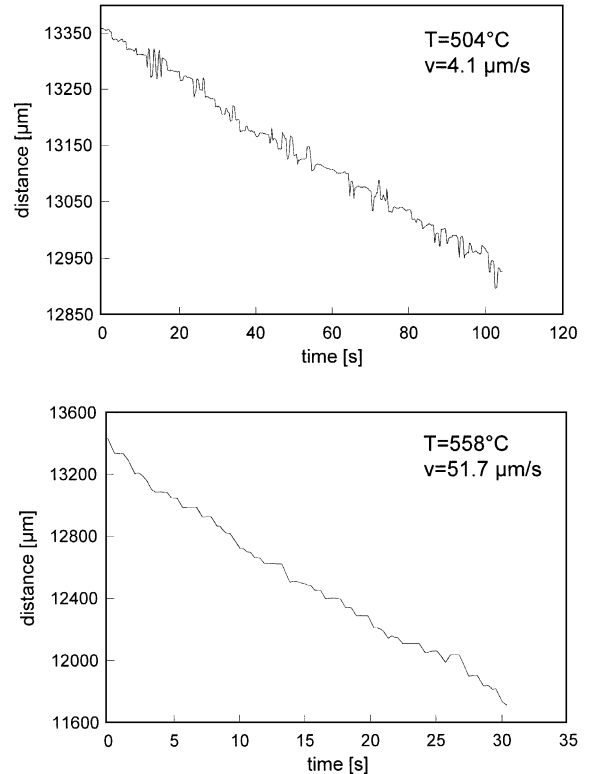 13350
13250
13150
13050
12950
12850
distance [µm]
T=504°C
v=4.1 µm/s
0 20 40 60 80 100 120
time [s]
13600
13200
12800
12400
12000
11600
distance [µm]
T=558°C
v=51.7 µm/s
0 5 10 15 20 25 30 35
time [s]